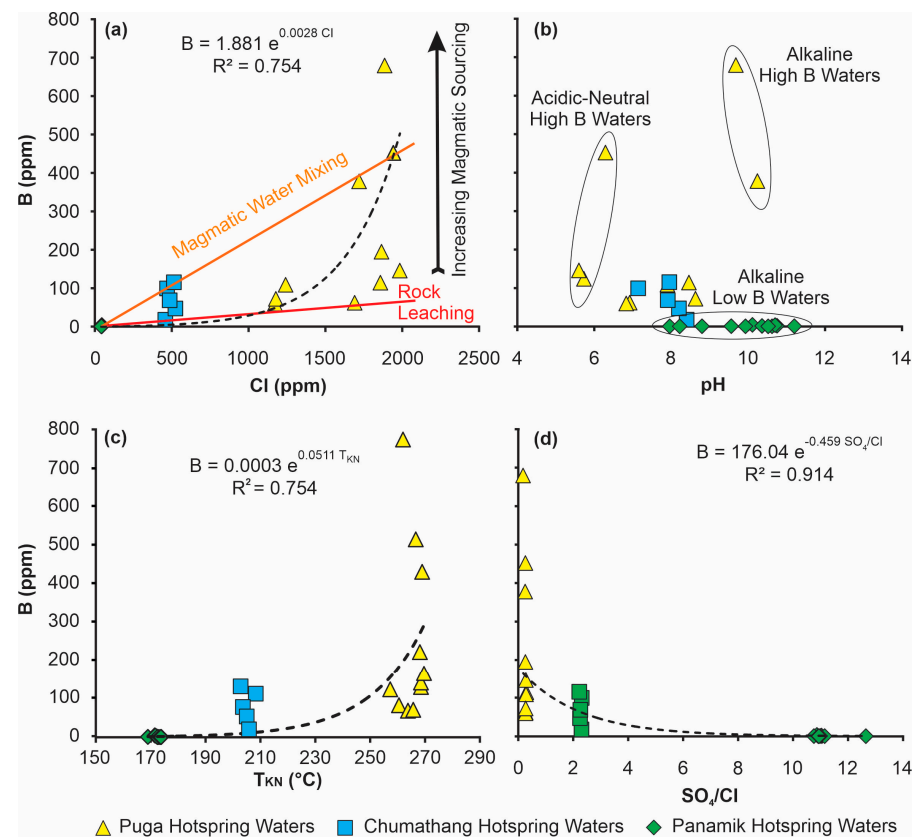 (a)
B = 1.881 e^0.0028 Cl
R² = 0.754
Magmatic Water Mixing
Rock
Leaching
Increasing Magmatic Sourcing
B (ppm)
800
700
600
500
400
300
200
100
0
0 500 1000 1500 2000 2500
Cl (ppm)
(b)
Alkaline
High B Waters
Acidic-Neutral
High B Waters
Alkaline
Low B Waters
4 6 8 10 12 14
pH
(c)
B = 0.0003 e^0.0511 TKN
R² = 0.754
B (ppm)
800
700
600
500
400
300
200
100
0
150 170 190 210 230 250 270 290
TKN (°C)
(d)
B = 176.04 e^-0.459 SO₄/Cl
R² = 0.914
0 2 4 6 8 10 12 14
SO₄/Cl
Puga Hotspring Waters Chumathang Hotspring Waters Panamik Hotspring Waters